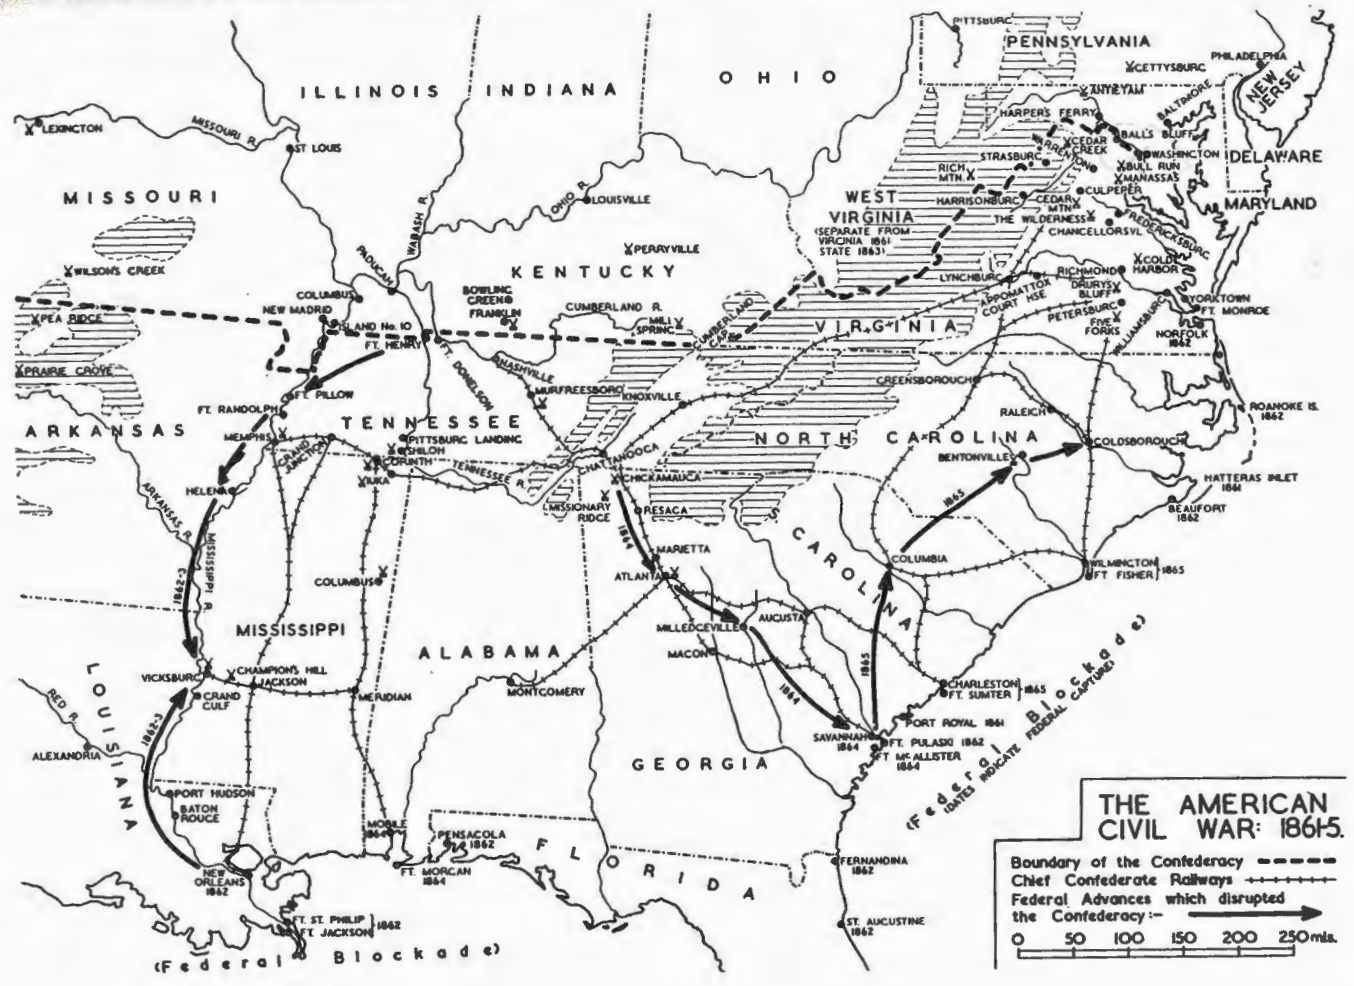 PITTSBURG
PENNSYLVANIA
PHILADELPHIA
GETTYSBURG
NEW
JERSEY
ILLINOIS
INDIANA
OHIO
ANTIETAM
BALTIMORE
HARPER'S FERRY
LEXINGTON
MISSOURI R.
ST LOUIS
BALL'S BLUFF
CEDAR
CREEK
WARRENTON
WASHINGTON
DELAWARE
STRASBURG
BULL RUN
MANASSAS
RICH
MTN.
MISSOURI
WABASH R.
OHIO R.
LOUISVILLE
WEST
VIRGINIA
(SEPARATE FROM
VIRGINIA 1861
STATE 1863)
HARRISONBURG
CEDAR
MTN
CULPEPER
MARYLAND
THE WILDERNESS
FREDERICKSBURG
CHANCELLORSVL
PERRYVILLE
PADUCAH
KENTUCKY
WILSON'S CREEK
COLD
HARBOR
LYNCHBURG
RICHMOND
DRURYS
BLUFF
APPOMATTOX
COURT HSE
PETERSBURG
FIVE
FORKS
WILLIAMSBURG
YORKTOWN
FT. MONROE
NORFOLK
1862
COLUMBUS
BOWLING
GREEN
FRANKLIN
CUMBERLAND R.
MILL
SPRING
CUMBERLAND
GAP
VIRGINIA
NEW MADRID
ISLAND No. 10
PEA RIDGE
FT. HENRY
FT. DONELSON
NASHVILLE
PRAIRIE GROVE
FT. PILLOW
MURFREESBORO
KNOXVILLE
GREENSBOROUGH
RALEIGH
ROANOKE IS.
1862
FT. RANDOLPH
TENNESSEE
ARKANSAS
MEMPHIS
GRAND
JUNCTION
PITTSBURG LANDING
SHILOH
CORINTH
IUKA
TENNESSEE R.
CHATTANOOGA
NORTH CAROLINA
GOLDSBOROUGH
BENTONVILLE
HELENA
CHICKAMAUGA
MISSIONARY
RIDGE
RESACA
1865
HATTERAS INLET
1861
BEAUFORT
1862
ARKANSAS R.
MISSISSIPPI R.
1864
S. CAROLINA
MARIETTA
ATLANTA
COLUMBUS
COLUMBIA
WILMINGTON
FT FISHER } 1865
1862-3
MISSISSIPPI
MILLEDGEVILLE
AUGUSTA
ALABAMA
MACON
VICKSBURG
CHAMPION'S HILL
JACKSON
GRAND
GULF
MERIDIAN
MONTGOMERY
1864
1865
CHARLESTON
FT. SUMTER } 1865
PORT ROYAL 1861
LOUISIANA
RED R.
1862-3
ALEXANDRIA
SAVANNAH
1864
FT. PULASKI 1862
FT McALLISTER
1864
(Federal Blockade)
(DATES INDICATE FEDERAL CAPTURE)
GEORGIA
PORT HUDSON
BATON
ROUGE
MOBILE
1864
PENSACOLA
1862
FLORIDA
FT. MORGAN
1864
NEW
ORLEANS
1862
FERNANDINA
1862
FT. ST. PHILIP
FT. JACKSON } 1862
ST. AUGUSTINE
1862
(Federal Blockade)
THE AMERICAN
CIVIL WAR: 1861-5.
Boundary of the Confederacy
Chief Confederate Railways
Federal Advances which disrupted
the Confederacy:-
0 50 100 150 200 250 mls.